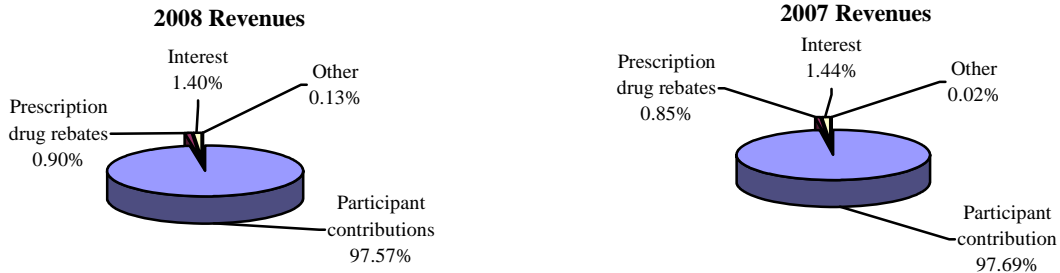 2008 Revenues
Interest
1.40%
Other
0.13%
Prescription
drug rebates
0.90%
Participant
contributions
97.57%
2007 Revenues
Interest
1.44%
Other
0.02%
Prescription
drug rebates
0.85%
Participant
contribution
97.69%